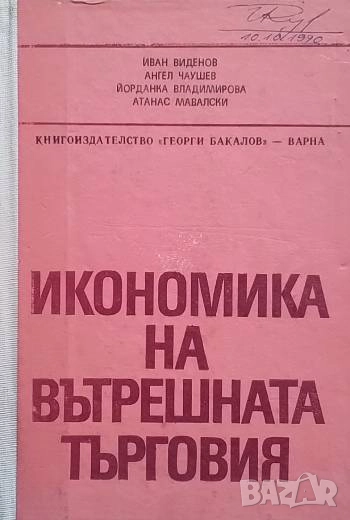 10.10.1990
ИВАН ВИДЕНОВ
АНГЕЛ ЧАУШЕВ
ЙОРДАНКА ВЛАДИМИРОВА
АТАНАС МАВАЛСКИ
КНИГОИЗДАТЕЛСТВО «ГЕОРГИ БАКАЛОВ» — ВАРНА
ИКОНОМИКА
НА
ВЪТРЕШНАТА
ТЪРГОВИЯ
БАЗАР